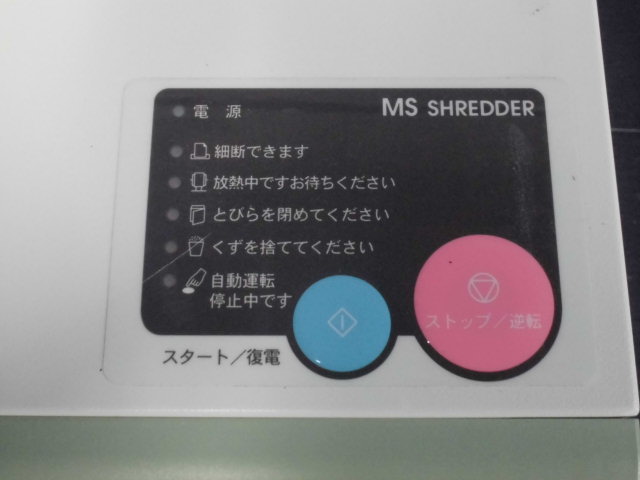 電源
MS SHREDDER
細断できます
放熱中ですお待ちください
とびらを閉めてください
くずを捨ててください
自動運転
停止中です
ストップ／逆転
スタート／復電